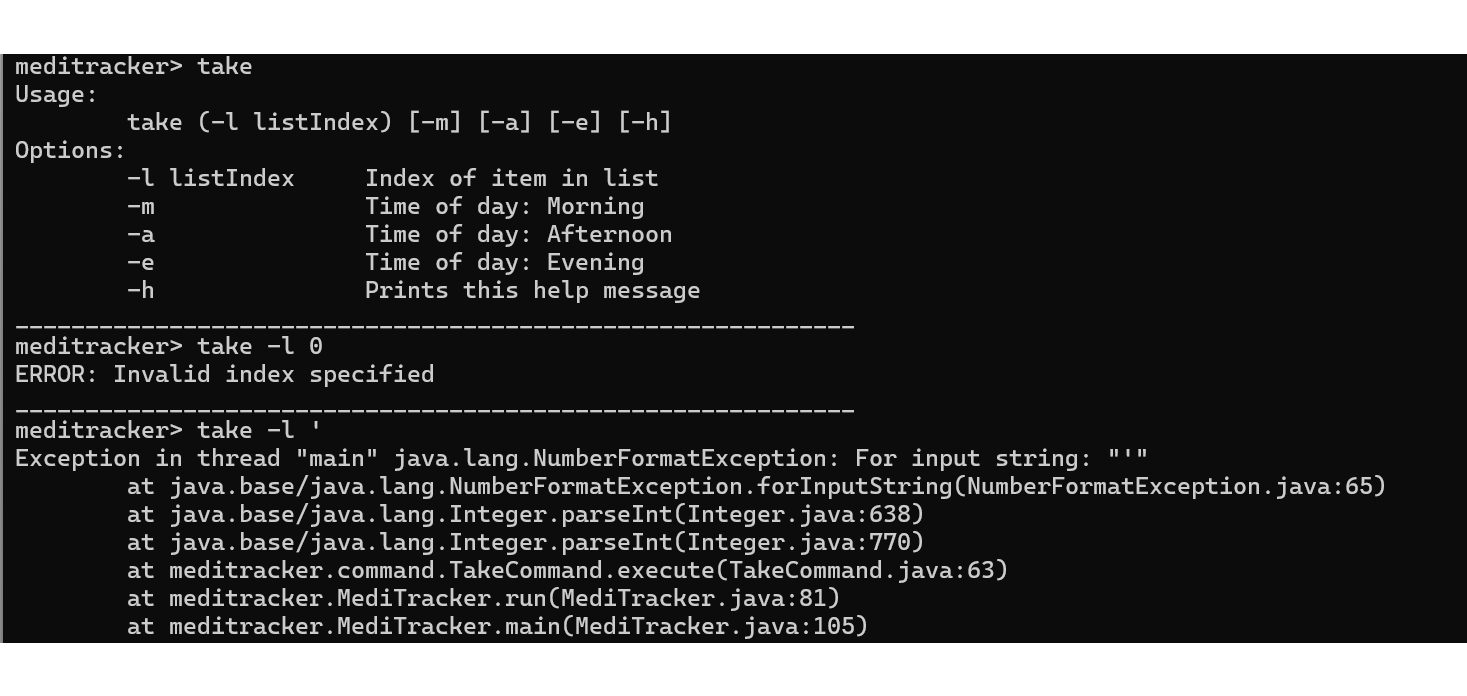 meditracker> take
Usage:
        take (-l listIndex) [-m] [-a] [-e] [-h]
Options:
        -l listIndex     Index of item in list
        -m               Time of day: Morning
        -a               Time of day: Afternoon
        -e               Time of day: Evening
        -h               Prints this help message
____________________________________________________________
meditracker> take -l 0
ERROR: Invalid index specified
____________________________________________________________
meditracker> take -l '
Exception in thread "main" java.lang.NumberFormatException: For input string: "'"
        at java.base/java.lang.NumberFormatException.forInputString(NumberFormatException.java:65)
        at java.base/java.lang.Integer.parseInt(Integer.java:638)
        at java.base/java.lang.Integer.parseInt(Integer.java:770)
        at meditracker.command.TakeCommand.execute(TakeCommand.java:63)
        at meditracker.MediTracker.run(MediTracker.java:81)
        at meditracker.MediTracker.main(MediTracker.java:105)